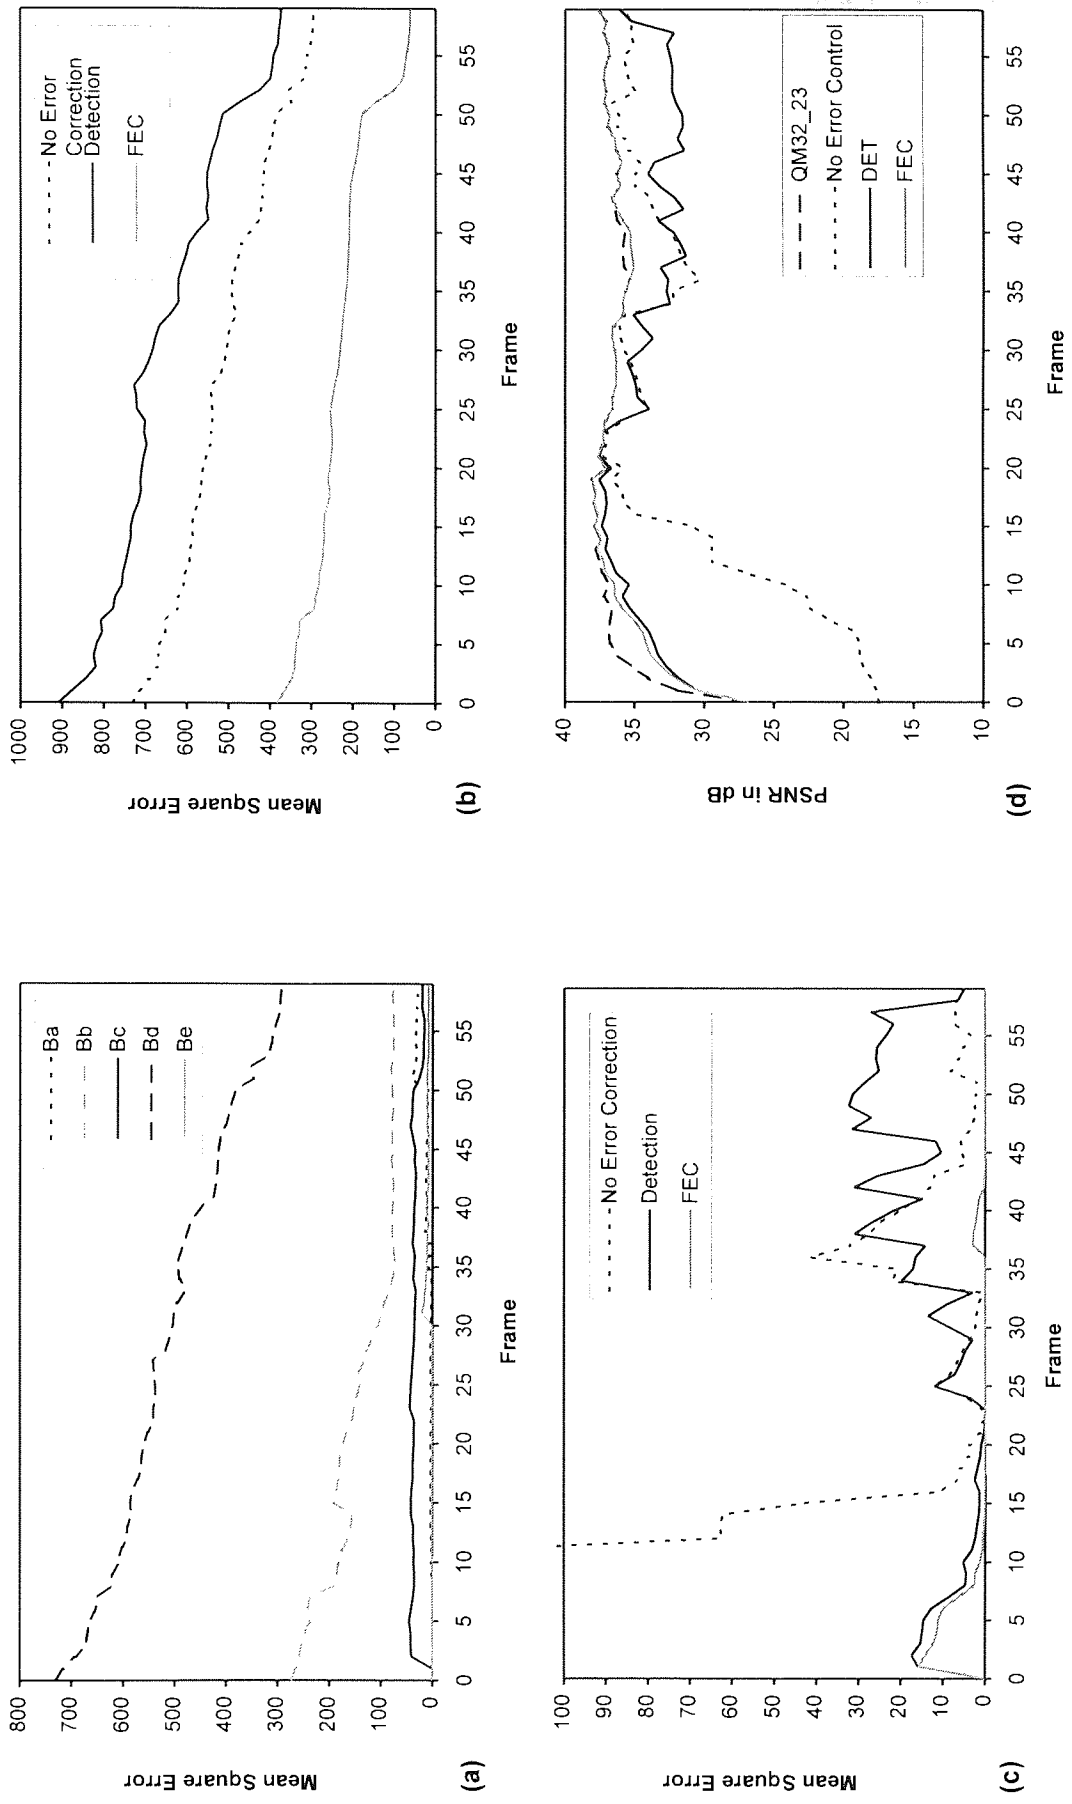 800
700
600
500
400
300
200
100
0
Mean Square Error
0 5 10 15 20 25 30 35 40 45 50 55
Frame
Ba
Bb
Bc
Bd
Be
(a)
1000
900
800
700
600
500
400
300
200
100
0
Mean Square Error
0 5 10 15 20 25 30 35 40 45 50 55
Frame
No Error
Correction
Detection
FEC
(b)
100
90
80
70
60
50
40
30
20
10
0
Mean Square Error
0 5 10 15 20 25 30 35 40 45 50 55
Frame
No Error Correction
Detection
FEC
(c)
40
35
30
25
20
15
10
PSNR in dB
0 5 10 15 20 25 30 35 40 45 50 55
Frame
QM32_23
No Error Control
DET
FEC
(d)